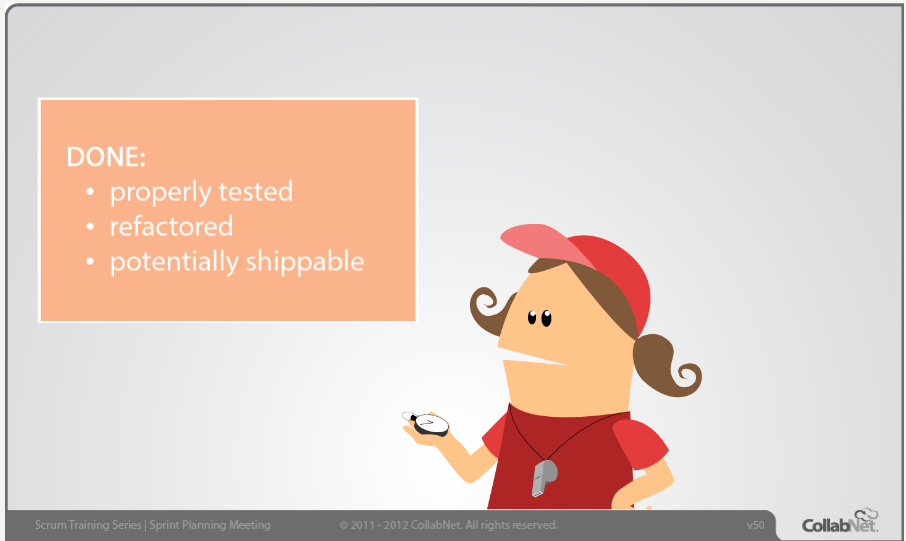 DONE:
• properly tested
• refactored
• potentially shippable
Scrum Training Series | Sprint Planning Meeting
© 2011 - 2012 CollabNet. All rights reserved.
v50
CollabNet.